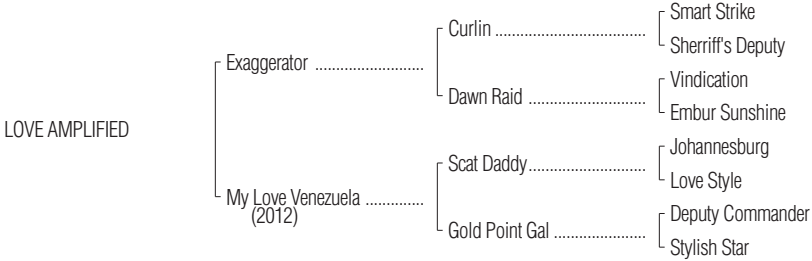 Smart Strike
Curlin ....................................
Sherriff's Deputy
Exaggerator ..........................
Vindication
Dawn Raid ............................
Embur Sunshine
LOVE AMPLIFIED
Johannesburg
Scat Daddy............................
Love Style
My Love Venezuela ..............
(2012)
Deputy Commander
Gold Point Gal ......................
Stylish Star